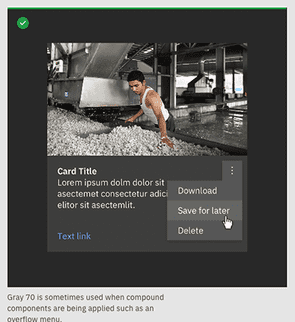 Card Title
Lorem ipsum dolm dolor sit
asectemet consectetur adici
elitor sit asectemlit.
Text link
Download
Save for later
Delete
Gray 70 is sometimes used when compound
components are being applied such as an
overflow menu.